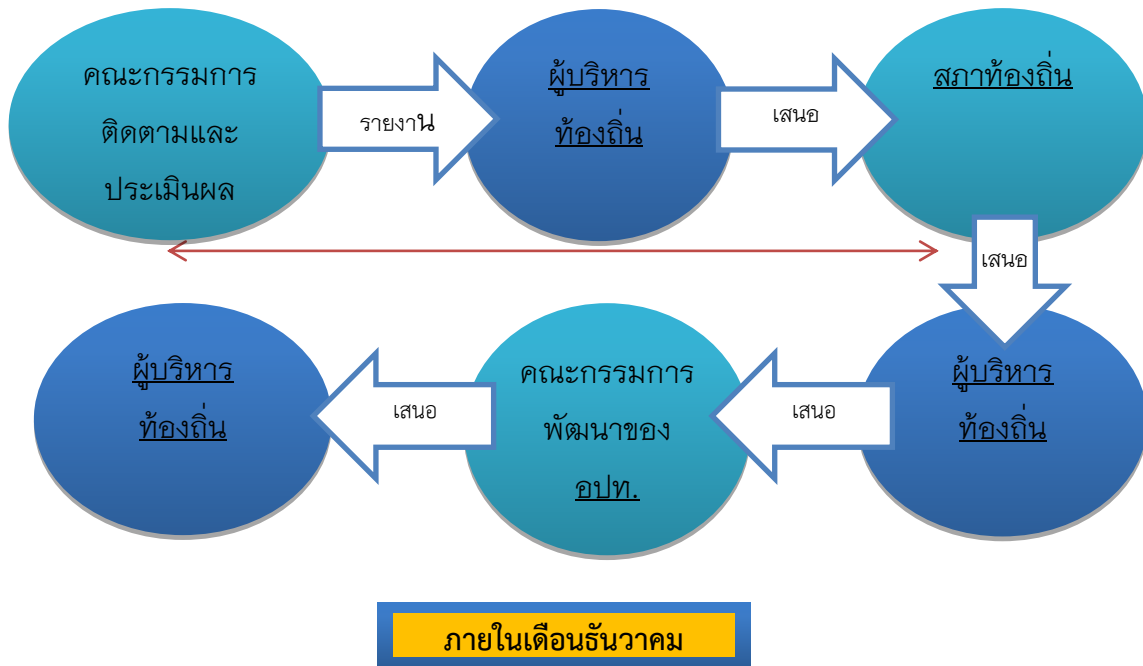 คณะกรรมการ
ติดตามและ
ประเมินผล
รายงาน
ผู้บริหาร
ท้องถิ่น
เสนอ
สภาท้องถิ่น
เสนอ
ผู้บริหาร
ท้องถิ่น
เสนอ
คณะกรรมการ
พัฒนาของ
อปท.
เสนอ
ผู้บริหาร
ท้องถิ่น
ภายในเดือนธันวาคม